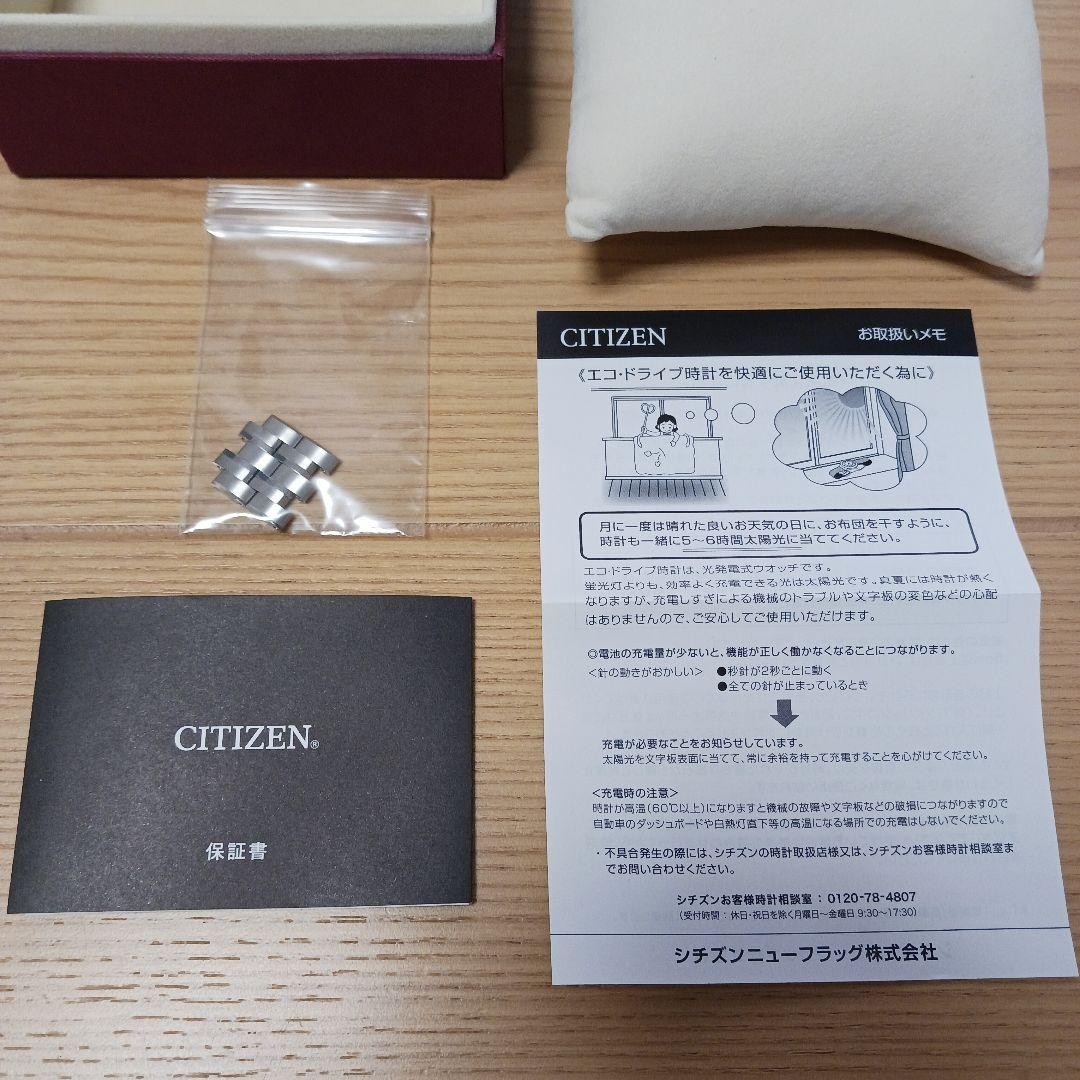 CITIZEN お取扱いメモ
《エコ・ドライブ時計を快適にご使用いただく為に》
月に一度は晴れた良いお天気の日に、お布団を干すように、
時計も一緒に5～6時間太陽光に当ててください。
エコ・ドライブ時計は、光発電式ウオッチです。
蛍光灯よりも、効率よく充電できる光は太陽光です。真夏には時計が熱く
なりますが、充電しすぎによる機械のトラブルや文字板の変色などの心配
はありませんので、ご安心してご使用いただけます。
◎電池の充電量が少ないと、機能が正しく働かなくなることにつながります。
＜針の動きがおかしい＞ ●秒針が2秒ごとに動く
●全ての針が止まっているとき
充電が必要なことをお知らせしています。
太陽光を文字板表面に当てて、常に余裕を持って充電することを心がけてください。
＜充電時の注意＞
時計が高温(60℃以上)になりますと機械の故障や文字板などの破損につながりますので
自動車のダッシュボードや白熱灯直下等の高温になる場所での充電はしないでください。
・不具合発生の際には、シチズンの時計取扱店様又は、シチズンお客様時計相談室ま
でお問い合わせください。
シチズンお客様時計相談室：0120-78-4807
（受付時間：休日・祝日を除く月曜日～金曜日 9:30～17:30）
シチズンニューフラッグ株式会社
CITIZEN®
保証書